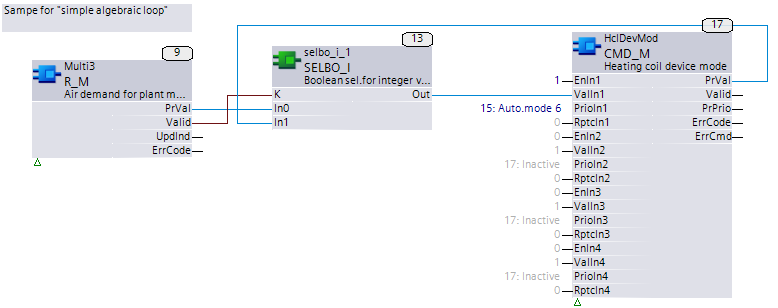 Sampe for "simple algebraic loop"
9
Multi3
R_M
Air demand for plant m...
PrVal
Valid
UpdInd
ErrCode
13
selbo_i_1
SELBO_I
Boolean sel.for integer v...
K
Out
In0
In1
17
HclDevMod
CMD_M
Heating coil device mode
1 EnIn1 PrVal
ValIn1 Valid
15: Auto.mode 6 PrioIn1 PrPrio
0 RptcIn1 ErrCode
0 EnIn2 ErrCmd
1 ValIn2
17: Inactive PrioIn2
0 RptcIn2
0 EnIn3
1 ValIn3
17: Inactive PrioIn3
0 RptcIn3
0 EnIn4
1 ValIn4
17: Inactive PrioIn4
0 RptcIn4